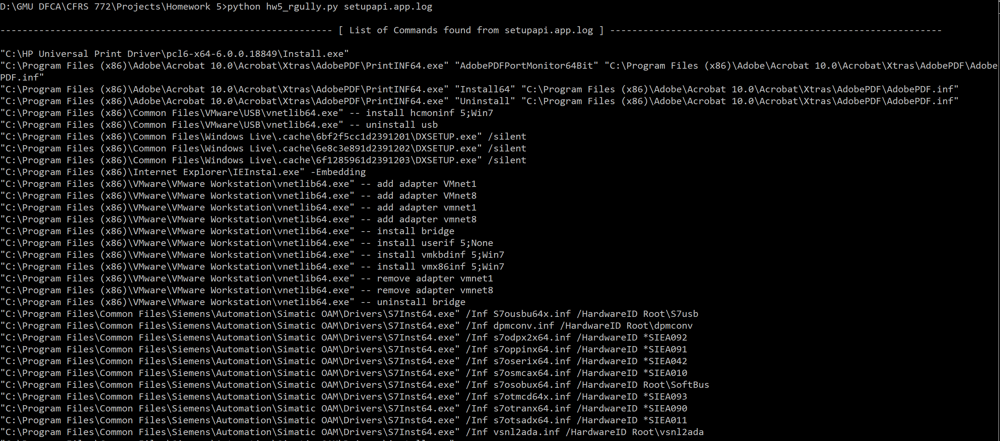 D:\GMU DFCA\CFRS 772\Projects\Homework 5>python hw5_rgully.py setupapi.app.log
------------------------------------------------------------ [ List of Commands found from setupapi.app.log ] ------------------------------------------------------------
"C:\HP Universal Print Driver\pcl6-x64-6.0.0.18849\Install.exe"
"C:\Program Files (x86)\Adobe\Acrobat 10.0\Acrobat\Xtras\AdobePDF\PrintINF64.exe" "AdobePDFPortMonitor64Bit" "C:\Program Files (x86)\Adobe\Acrobat 10.0\Acrobat\Xtras\AdobePDF\Adobe
PDF.inf"
"C:\Program Files (x86)\Adobe\Acrobat 10.0\Acrobat\Xtras\AdobePDF\PrintINF64.exe" "Install64" "C:\Program Files (x86)\Adobe\Acrobat 10.0\Acrobat\Xtras\AdobePDF\AdobePDF.inf"
"C:\Program Files (x86)\Adobe\Acrobat 10.0\Acrobat\Xtras\AdobePDF\PrintINF64.exe" "Uninstall" "C:\Program Files (x86)\Adobe\Acrobat 10.0\Acrobat\Xtras\AdobePDF\AdobePDF.inf"
"C:\Program Files (x86)\Common Files\VMware\USB\vnetlib64.exe" -- install hcmoninf 5;Win7
"C:\Program Files (x86)\Common Files\VMware\USB\vnetlib64.exe" -- uninstall usb
"C:\Program Files (x86)\Common Files\Windows Live\.cache\6bf2f5cc1d2391201\DXSETUP.exe" /silent
"C:\Program Files (x86)\Common Files\Windows Live\.cache\6e8c3e891d2391202\DXSETUP.exe" /silent
"C:\Program Files (x86)\Common Files\Windows Live\.cache\6f1285961d2391203\DXSETUP.exe" /silent
"C:\Program Files (x86)\Internet Explorer\IEInstal.exe" -Embedding
"C:\Program Files (x86)\VMware\VMware Workstation\vnetlib64.exe" -- add adapter VMnet1
"C:\Program Files (x86)\VMware\VMware Workstation\vnetlib64.exe" -- add adapter VMnet8
"C:\Program Files (x86)\VMware\VMware Workstation\vnetlib64.exe" -- add adapter vmnet1
"C:\Program Files (x86)\VMware\VMware Workstation\vnetlib64.exe" -- add adapter vmnet8
"C:\Program Files (x86)\VMware\VMware Workstation\vnetlib64.exe" -- install bridge
"C:\Program Files (x86)\VMware\VMware Workstation\vnetlib64.exe" -- install userif 5;None
"C:\Program Files (x86)\VMware\VMware Workstation\vnetlib64.exe" -- install vmkbdinf 5;Win7
"C:\Program Files (x86)\VMware\VMware Workstation\vnetlib64.exe" -- install vmx86inf 5;Win7
"C:\Program Files (x86)\VMware\VMware Workstation\vnetlib64.exe" -- remove adapter vmnet1
"C:\Program Files (x86)\VMware\VMware Workstation\vnetlib64.exe" -- remove adapter vmnet8
"C:\Program Files (x86)\VMware\VMware Workstation\vnetlib64.exe" -- uninstall bridge
"C:\Program Files\Common Files\Siemens\Automation\Simatic OAM\Drivers\S7Inst64.exe" /Inf S7ousbu64x.inf /HardwareID Root\S7usb
"C:\Program Files\Common Files\Siemens\Automation\Simatic OAM\Drivers\S7Inst64.exe" /Inf dpmconv.inf /HardwareID Root\dpmconv
"C:\Program Files\Common Files\Siemens\Automation\Simatic OAM\Drivers\S7Inst64.exe" /Inf s7odpx2x64.inf /HardwareID *SIEA092
"C:\Program Files\Common Files\Siemens\Automation\Simatic OAM\Drivers\S7Inst64.exe" /Inf s7oppinx64.inf /HardwareID *SIEA091
"C:\Program Files\Common Files\Siemens\Automation\Simatic OAM\Drivers\S7Inst64.exe" /Inf s7oserix64.inf /HardwareID *SIEA042
"C:\Program Files\Common Files\Siemens\Automation\Simatic OAM\Drivers\S7Inst64.exe" /Inf s7osmcax64.inf /HardwareID *SIEA010
"C:\Program Files\Common Files\Siemens\Automation\Simatic OAM\Drivers\S7Inst64.exe" /Inf s7osobux64.inf /HardwareID Root\SoftBus
"C:\Program Files\Common Files\Siemens\Automation\Simatic OAM\Drivers\S7Inst64.exe" /Inf s7otmcd64x.inf /HardwareID *SIEA093
"C:\Program Files\Common Files\Siemens\Automation\Simatic OAM\Drivers\S7Inst64.exe" /Inf s7otranx64.inf /HardwareID *SIEA090
"C:\Program Files\Common Files\Siemens\Automation\Simatic OAM\Drivers\S7Inst64.exe" /Inf s7otsadx64.inf /HardwareID *SIEA011
"C:\Program Files\Common Files\Siemens\Automation\Simatic OAM\Drivers\S7Inst64.exe" /Inf vsnl2ada.inf /HardwareID Root\vsnl2ada